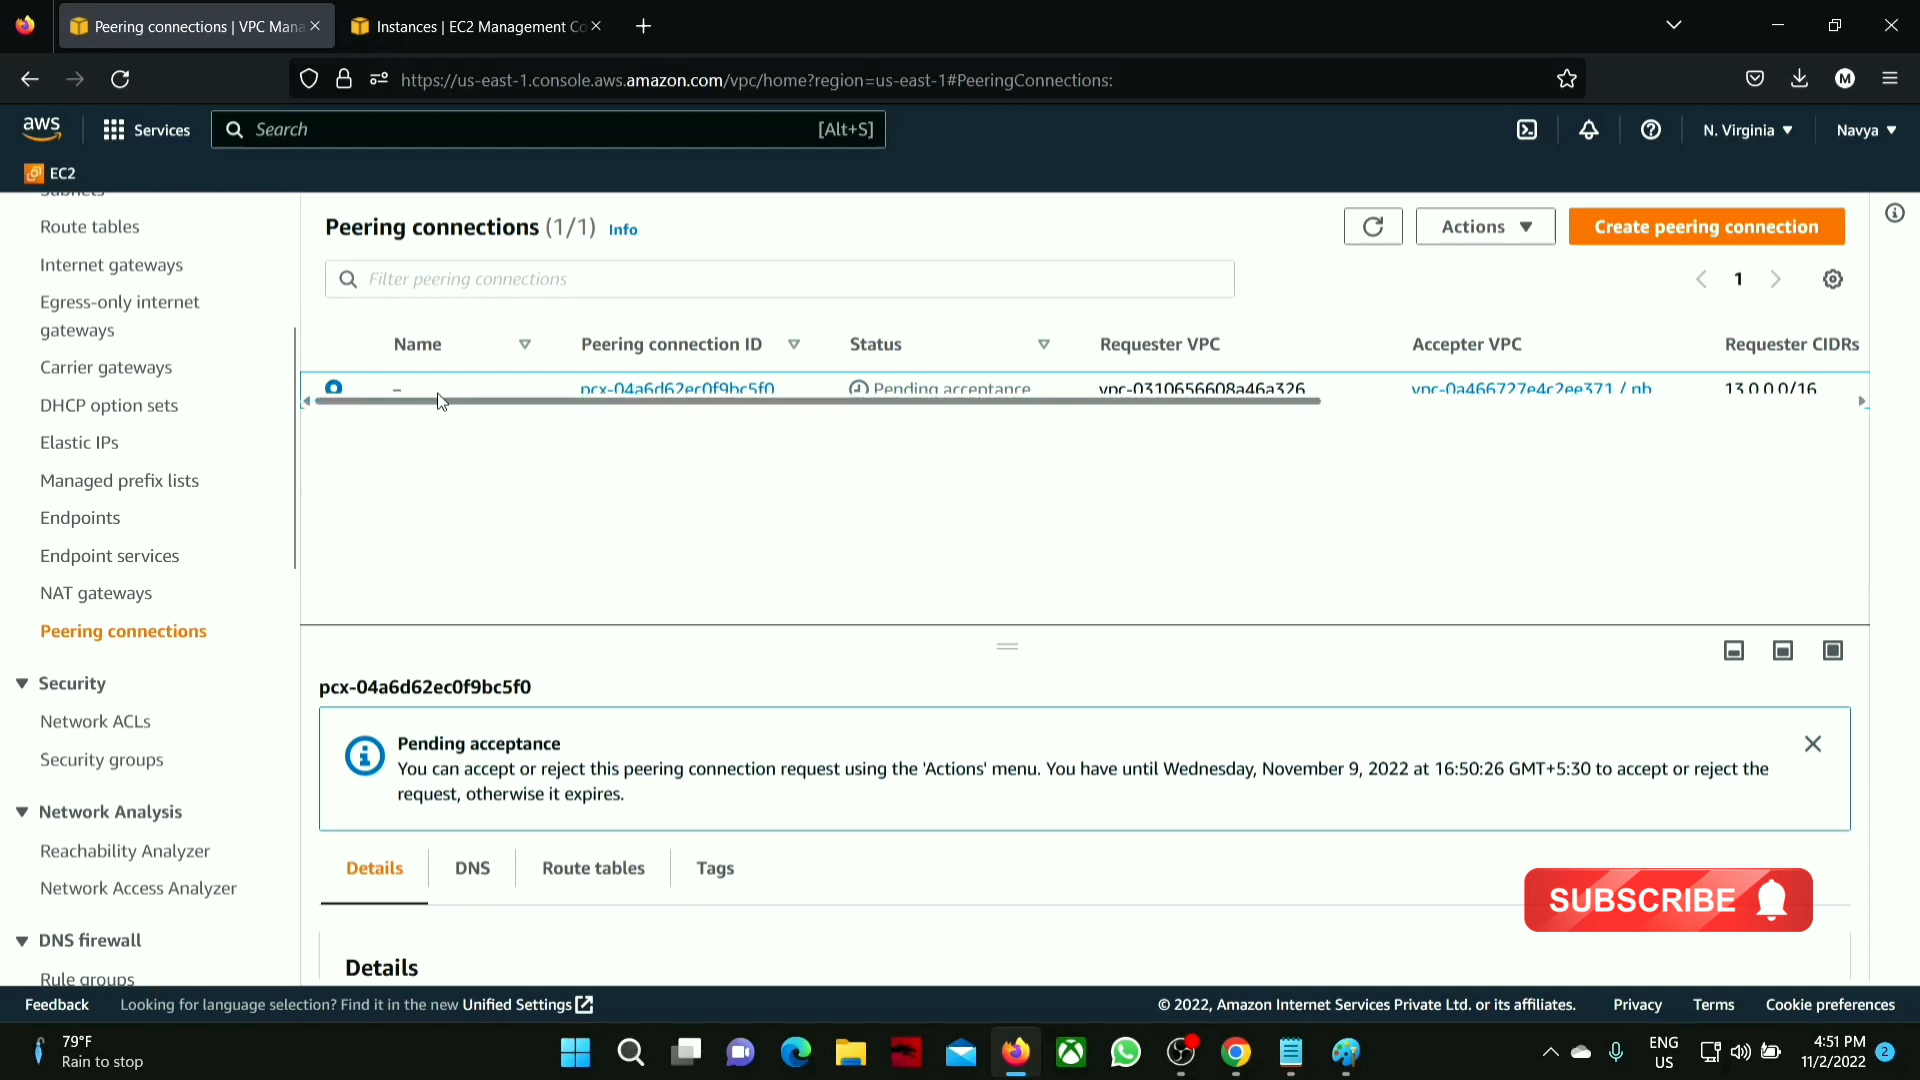 Peering connections | VPC Mana
Instances | EC2 Management Co
https://us-east-1.console.aws.amazon.com/vpc/home?region=us-east-1#PeeringConnections:
M
aws
Services
Search
[Alt+S]
N. Virginia
Navya
EC2
Subnets
Route tables
Internet gateways
Egress-only internet
gateways
Carrier gateways
DHCP option sets
Elastic IPs
Managed prefix lists
Endpoints
Endpoint services
NAT gateways
Peering connections
Security
Network ACLs
Security groups
Network Analysis
Reachability Analyzer
Network Access Analyzer
DNS firewall
Rule groups
Peering connections (1/1) Info
Actions
Create peering connection
Filter peering connections
1
Name Peering connection ID Status Requester VPC Accepter VPC Requester CIDRs
– pcx-04a6d62ec0f9bc5f0 Pending acceptance vpc-0310656608a46a326 vpc-0a466727e4c2ee371 / nb 13.0.0.0/16
pcx-04a6d62ec0f9bc5f0
Pending acceptance
You can accept or reject this peering connection request using the 'Actions' menu. You have until Wednesday, November 9, 2022 at 16:50:26 GMT+5:30 to accept or reject the
request, otherwise it expires.
Details DNS Route tables Tags
SUBSCRIBE
Details
Feedback Looking for language selection? Find it in the new Unified Settings
© 2022, Amazon Internet Services Private Ltd. or its affiliates. Privacy Terms Cookie preferences
79°F
Rain to stop
ENG
US
4:51 PM
11/2/2022
2